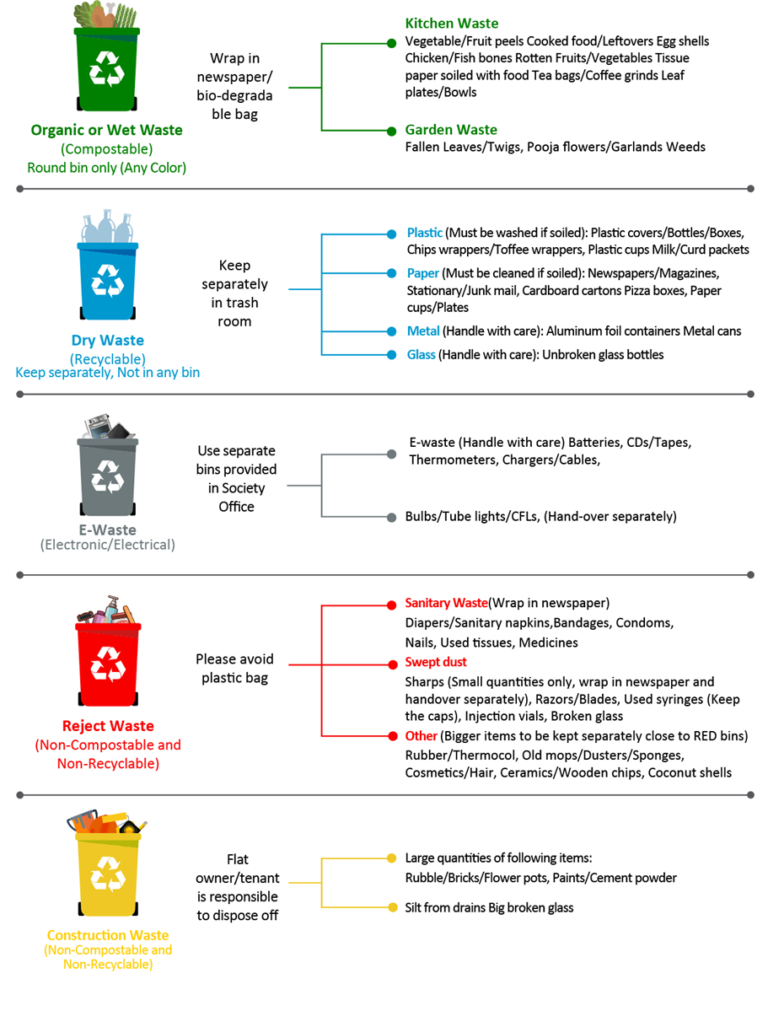 Kitchen Waste
Vegetable/Fruit peels Cooked food/Leftovers Egg shells
Chicken/Fish bones Rotten Fruits/Vegetables Tissue
paper soiled with food Tea bags/Coffee grinds Leaf
plates/Bowls
Wrap in
newspaper/
bio-degrada
ble bag
Garden Waste
Fallen Leaves/Twigs, Pooja flowers/Garlands Weeds
Organic or Wet Waste
(Compostable)
Round bin only (Any Color)
Plastic (Must be washed if soiled): Plastic covers/Bottles/Boxes,
Chips wrappers/Toffee wrappers, Plastic cups Milk/Curd packets
Keep
separately
in trash
room
Paper (Must be cleaned if soiled): Newspapers/Magazines,
Stationary/Junk mail, Cardboard cartons Pizza boxes, Paper
cups/Plates
Metal (Handle with care): Aluminum foil containers Metal cans
Glass (Handle with care): Unbroken glass bottles
Dry Waste
(Recyclable)
Keep separately, Not in any bin
Use separate
bins provided
in Society
Office
E-waste (Handle with care) Batteries, CDs/Tapes,
Thermometers, Chargers/Cables,
Bulbs/Tube lights/CFLs, (Hand-over separately)
E-Waste
(Electronic/Electrical)
Sanitary Waste(Wrap in newspaper)
Diapers/Sanitary napkins,Bandages, Condoms,
Nails, Used tissues, Medicines
Please avoid
plastic bag
Swept dust
Sharps (Small quantities only, wrap in newspaper and
handover separately), Razors/Blades, Used syringes (Keep
the caps), Injection vials, Broken glass
Other (Bigger items to be kept separately close to RED bins)
Rubber/Thermocol, Old mops/Dusters/Sponges,
Cosmetics/Hair, Ceramics/Wooden chips, Coconut shells
Reject Waste
(Non-Compostable and
Non-Recyclable)
Flat
owner/tenant
is responsible
to dispose off
Large quantities of following items:
Rubble/Bricks/Flower pots, Paints/Cement powder
Silt from drains Big broken glass
Construction Waste
(Non-Compostable and
Non-Recyclable)